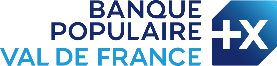 BANQUE
POPULAIRE
VAL DE FRANCE
+X